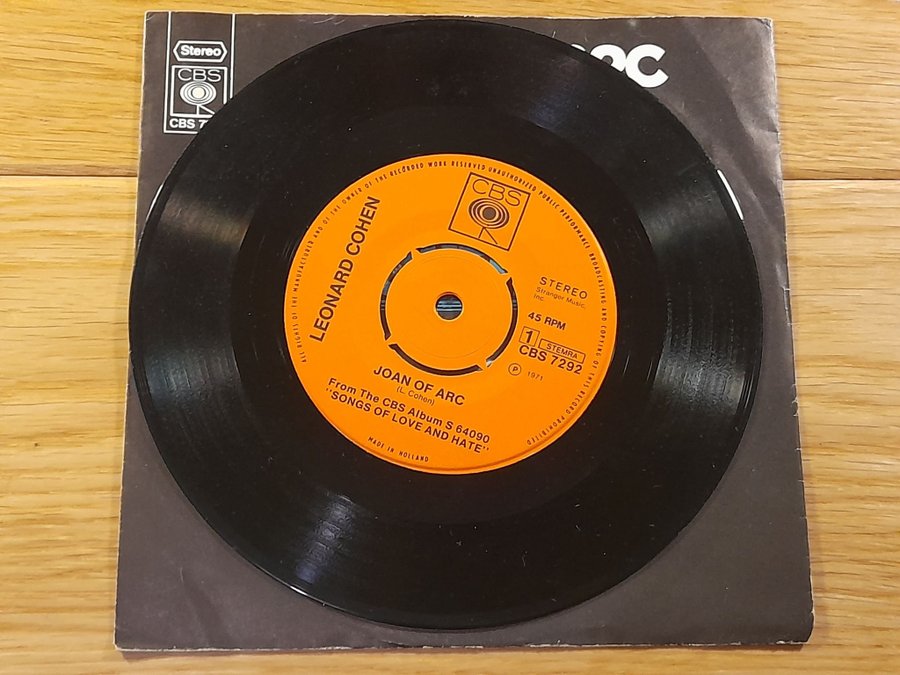 Stereo
CBS
CBS 7
ALL RIGHTS OF THE MANUFACTURER AND OF THE OWNER OF THE RECORDED WORK RESERVED UNAUTHORIZED PUBLIC PERFORMANCE BROADCASTING AND COPYING OF THIS RECORD PROHIBITED
CBS
LEONARD COHEN
STEREO
Stranger Music,
Inc.
45 RPM
1 STEMRA
CBS 7292
℗ 1971
JOAN OF ARC
(L. Cohen)
From The CBS Album S 64090
"SONGS OF LOVE AND HATE"
MADE IN HOLLAND